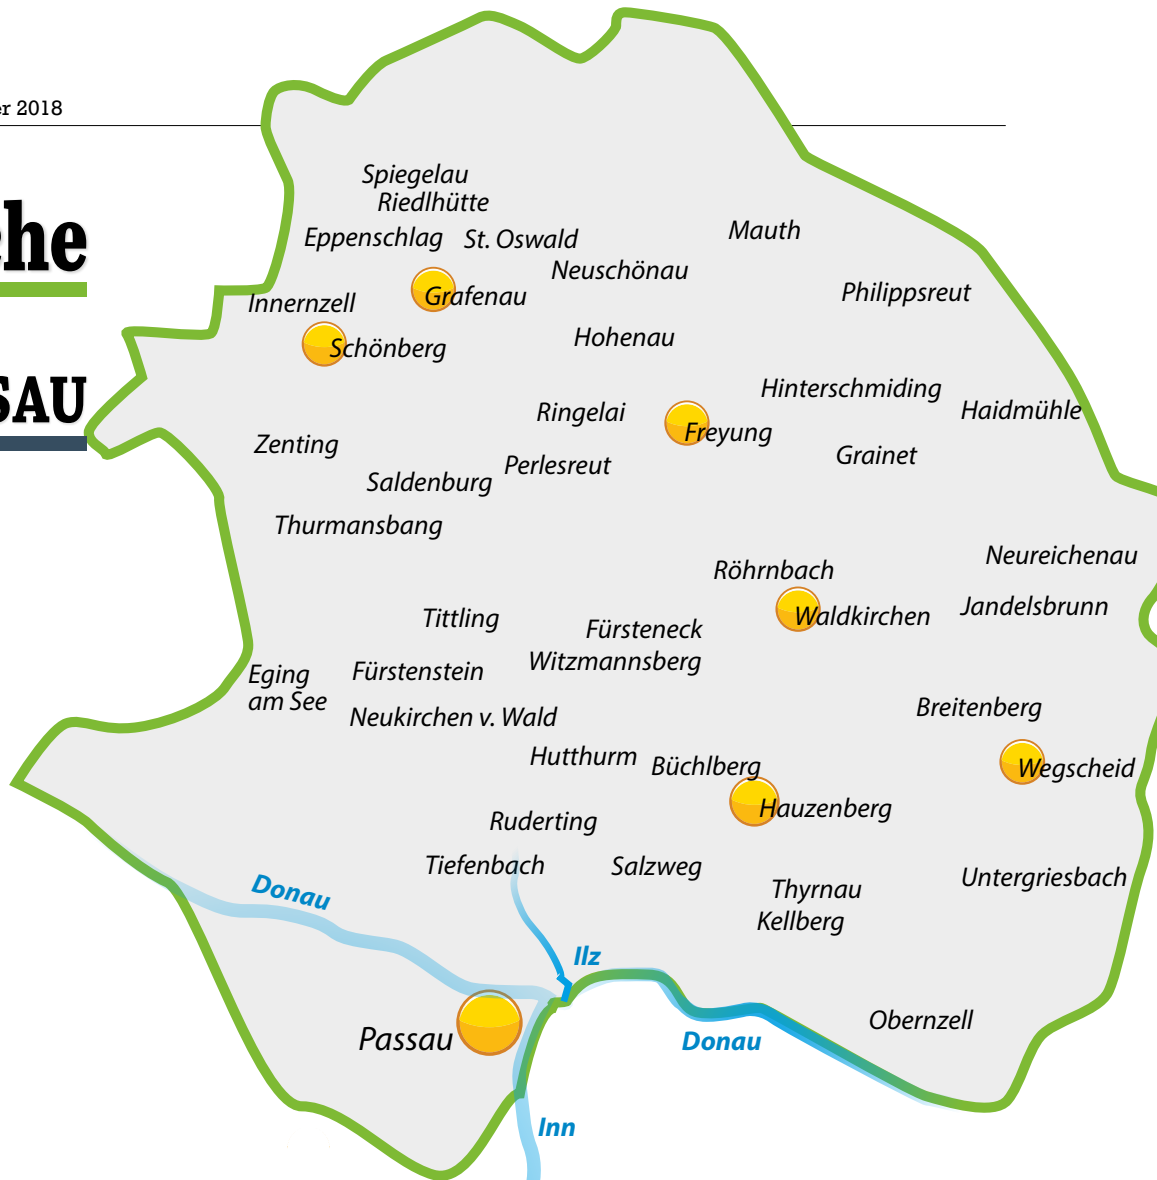 er 2018
che
SAU
Spiegelau
Riedlhütte
Eppenschlag
St. Oswald
Mauth
Neuschönau
Innernzell
Grafenau
Philippsreut
Schönberg
Hohenau
Hinterschmiding
Haidmühle
Ringelai
Freyung
Zenting
Grainet
Perlesreut
Saldenburg
Thurmansbang
Neureichenau
Röhrnbach
Jandelsbrunn
Waldkirchen
Tittling
Fürsteneck
Witzmannsberg
Eging
am See
Fürstenstein
Neukirchen v. Wald
Breitenberg
Hutthurm
Büchlberg
Wegscheid
Hauzenberg
Ruderting
Tiefenbach
Salzweg
Thyrnau
Kellberg
Untergriesbach
Donau
Ilz
Obernzell
Passau
Donau
Inn